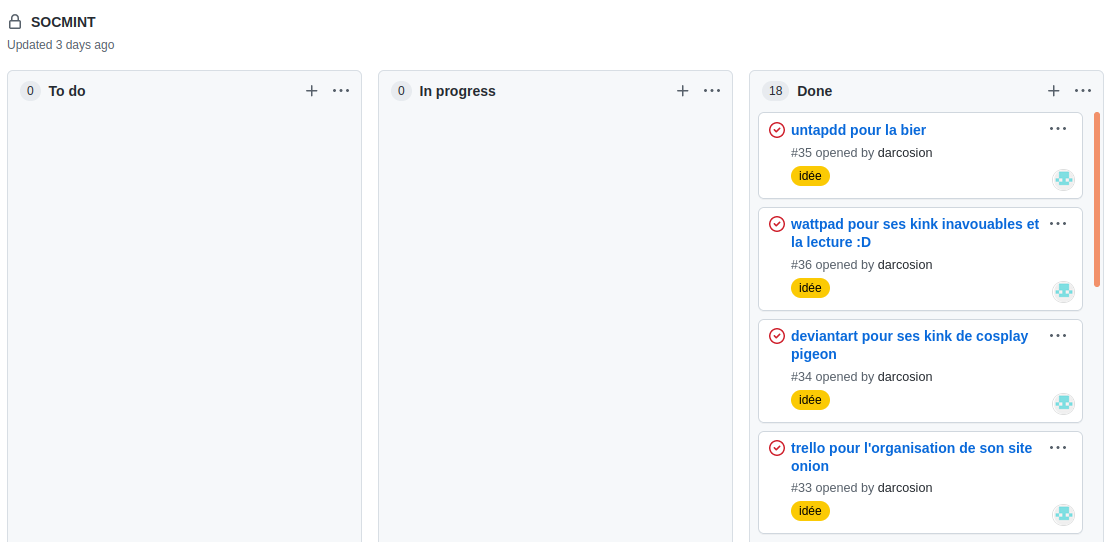 SOCMINT
Updated 3 days ago
0 To do
0 In progress
18 Done
untapdd pour la bier
#35 opened by darcosion
idée
wattpad pour ses kink inavouables et
la lecture :D
#36 opened by darcosion
idée
deviantart pour ses kink de cosplay
pigeon
#34 opened by darcosion
idée
trello pour l'organisation de son site
onion
#33 opened by darcosion
idée